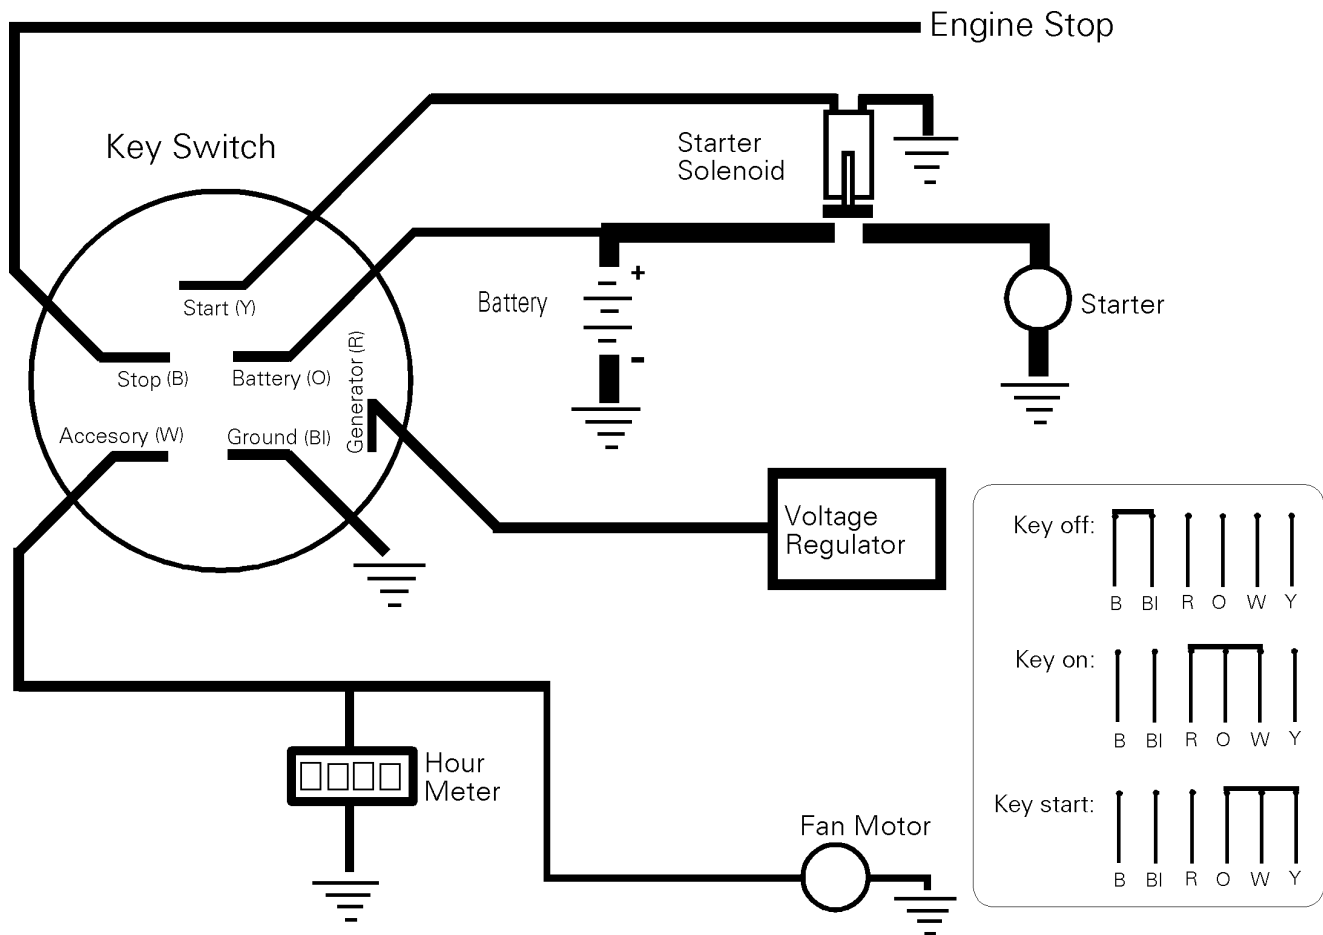 Engine Stop
Key Switch
Starter
Solenoid
Start (Y)
Battery
+
-
Starter
Stop (B)
Battery (O)
Generator (R)
Accesory (W)
Ground (Bl)
Voltage
Regulator
Key off:
B Bl R O W Y
Key on:
B Bl R O W Y
Key start:
B Bl R O W Y
Hour
Meter
Fan Motor